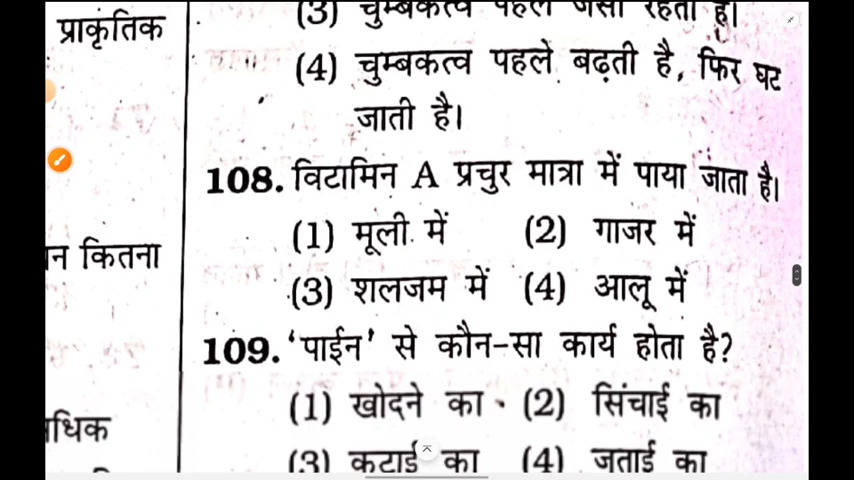 प्राकृतिक
न कितना
धिक
(3) चुम्बकत्व पहले जैसी रहती है।
(4) चुम्बकत्व पहले बढ़ती है, फिर घट
जाती है।
108. विटामिन A प्रचुर मात्रा में पाया जाता है।
(1) मूली में (2) गाजर में
(3) शलजम में (4) आलू में
109. ‘पाईन’ से कौन-सा कार्य होता है?
(1) खोदने का (2) सिंचाई का
(3) कटाई का (4) जुताई का